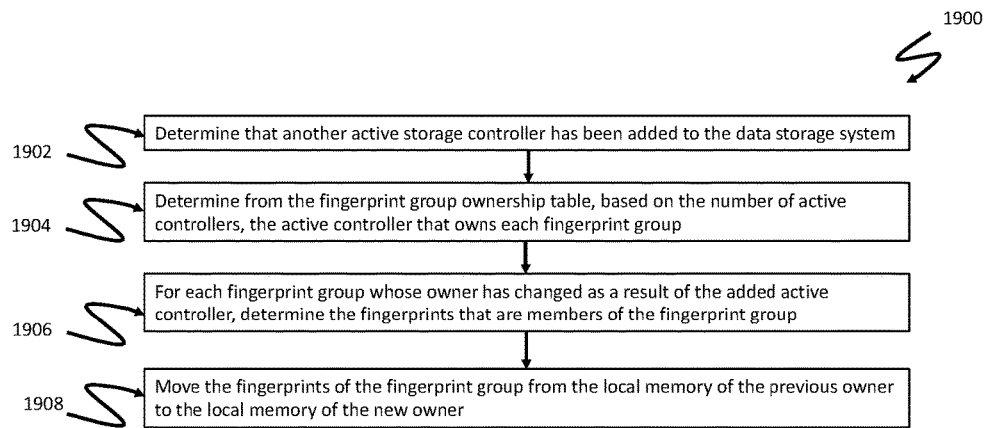 1900
1902
Determine that another active storage controller has been added to the data storage system
1904
Determine from the fingerprint group ownership table, based on the number of active
controllers, the active controller that owns each fingerprint group
1906
For each fingerprint group whose owner has changed as a result of the added active
controller, determine the fingerprints that are members of the fingerprint group
1908
Move the fingerprints of the fingerprint group from the local memory of the previous owner
to the local memory of the new owner